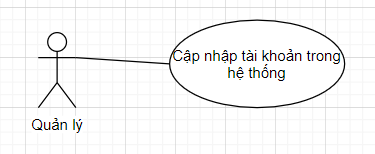 Cập nhập tài khoản trong
hệ thống
Quản lý